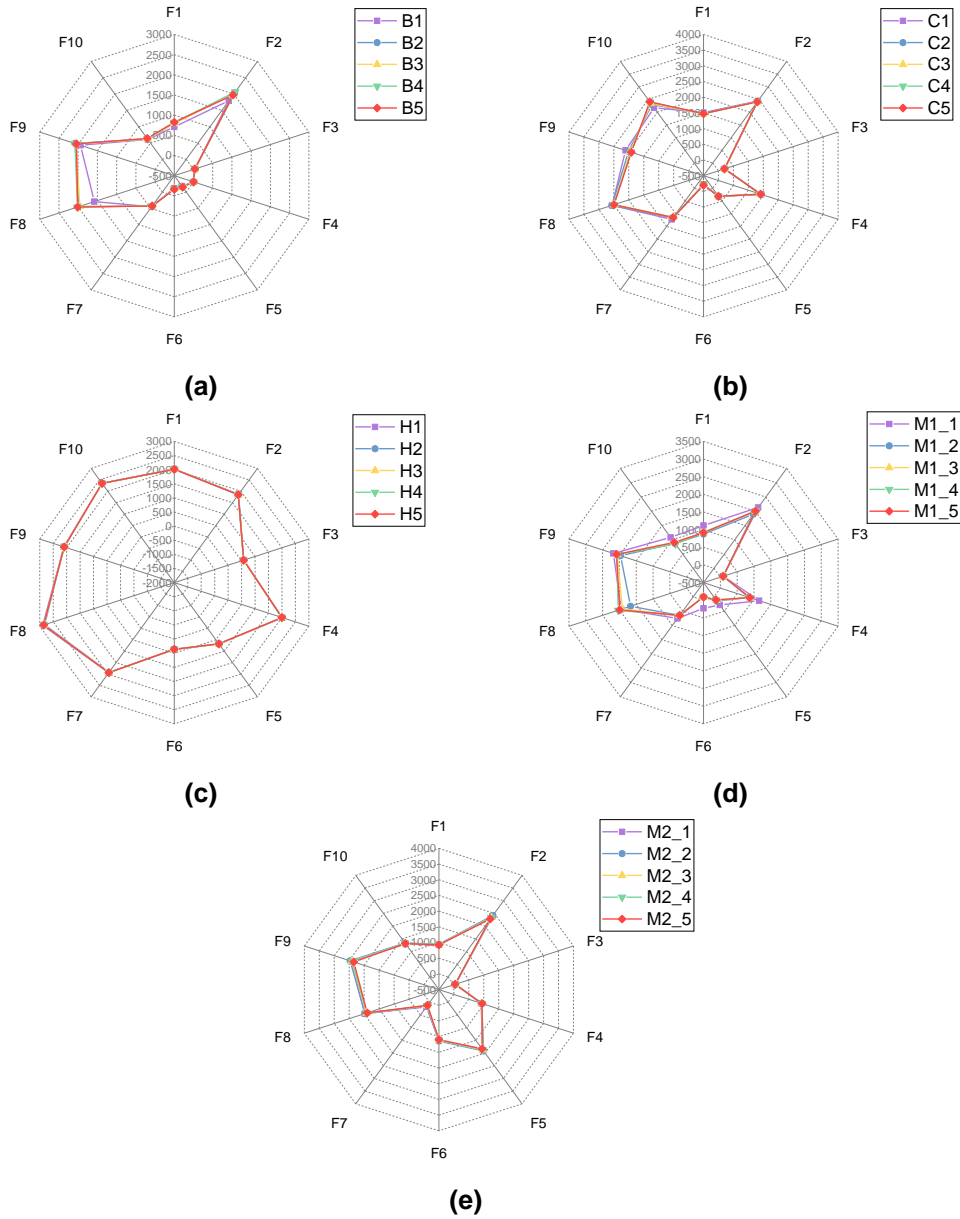 F1
F2
F3
F4
F5
F6
F7
F8
F9
F10
3000
2500
2000
1500
1000
500
0
-500
B1
B2
B3
B4
B5
(a)
F1
F2
F3
F4
F5
F6
F7
F8
F9
F10
4000
3500
3000
2500
2000
1500
1000
500
0
-500
C1
C2
C3
C4
C5
(b)
F1
F2
F3
F4
F5
F6
F7
F8
F9
F10
3000
2500
2000
1500
1000
500
0
-500
-1000
-1500
-2000
H1
H2
H3
H4
H5
(c)
F1
F2
F3
F4
F5
F6
F7
F8
F9
F10
3500
3000
2500
2000
1500
1000
500
0
-500
M1_1
M1_2
M1_3
M1_4
M1_5
(d)
F1
F2
F3
F4
F5
F6
F7
F8
F9
F10
4000
3500
3000
2500
2000
1500
1000
500
0
-500
M2_1
M2_2
M2_3
M2_4
M2_5
(e)